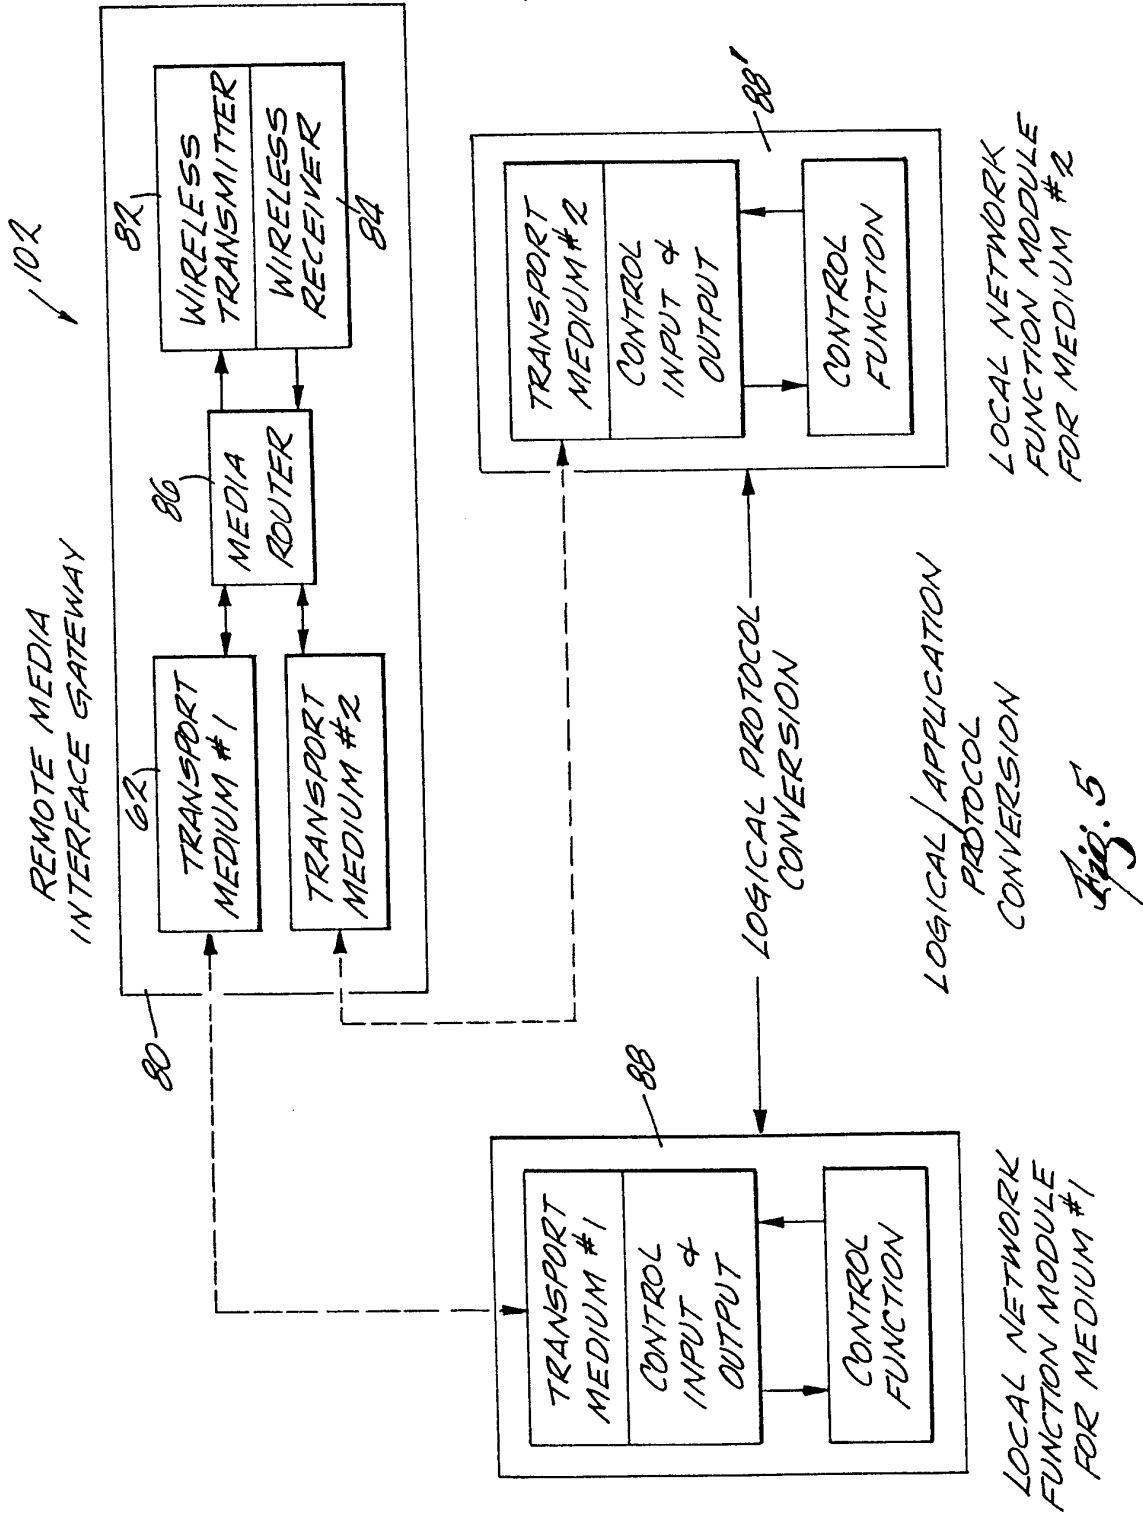 102
REMOTE MEDIA
INTERFACE GATEWAY
80
62
TRANSPORT
MEDIUM #1
TRANSPORT
MEDIUM #2
86
MEDIA
ROUTER
82
WIRELESS
TRANSMITTER
WIRELESS
RECEIVER
84
88
TRANSPORT
MEDIUM #1
CONTROL
INPUT &
OUTPUT
CONTROL
FUNCTION
LOCAL NETWORK
FUNCTION MODULE
FOR MEDIUM #1
LOGICAL PROTOCOL
CONVERSION
88'
TRANSPORT
MEDIUM #2
CONTROL
INPUT &
OUTPUT
CONTROL
FUNCTION
LOCAL NETWORK
FUNCTION MODULE
FOR MEDIUM #2
LOGICAL/APPLICATION
PROTOCOL
CONVERSION
Fig. 5